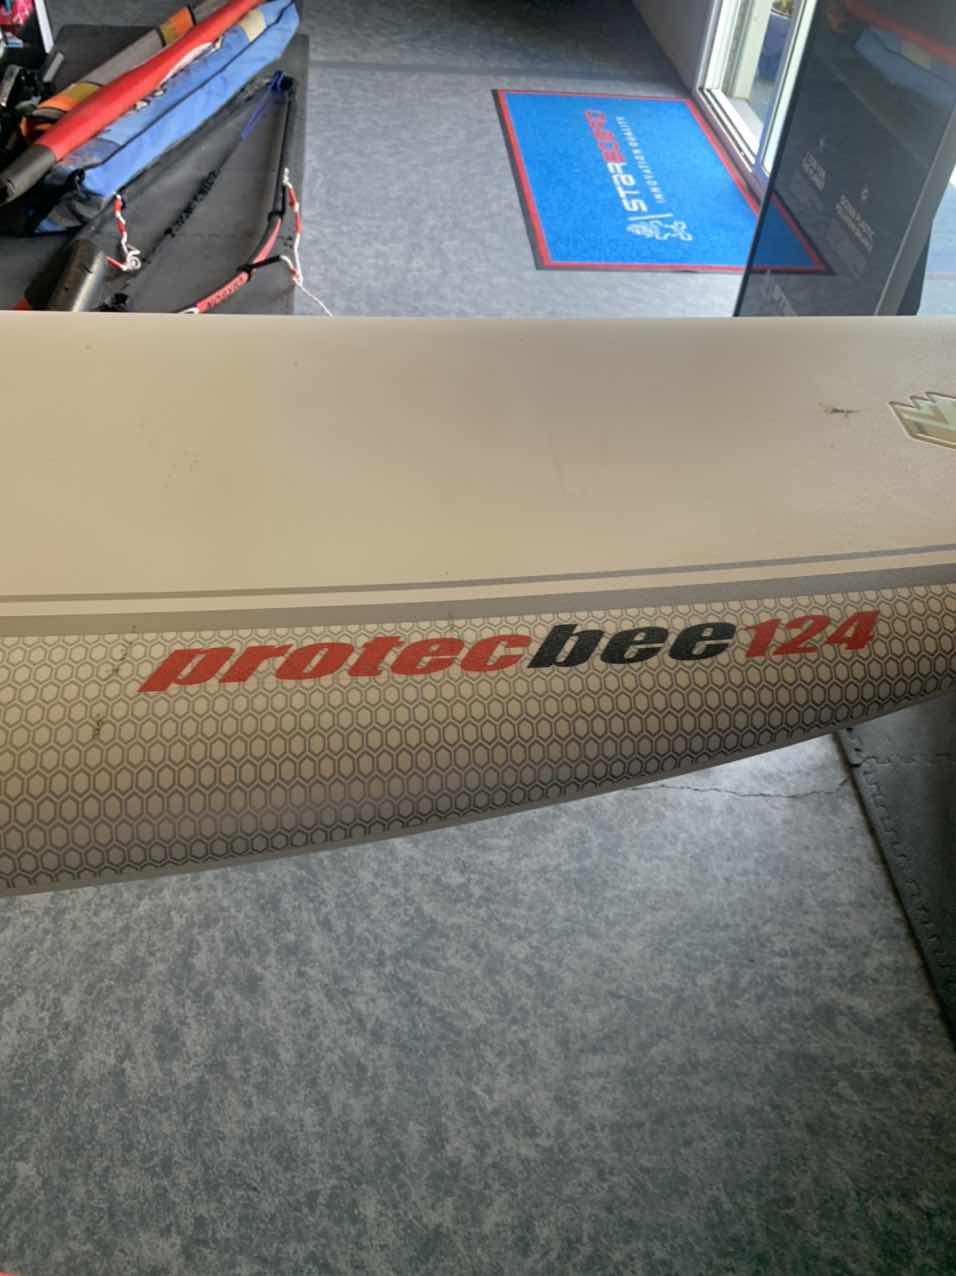 STARBOARD
INNOVATION QUALITY
protecbee124